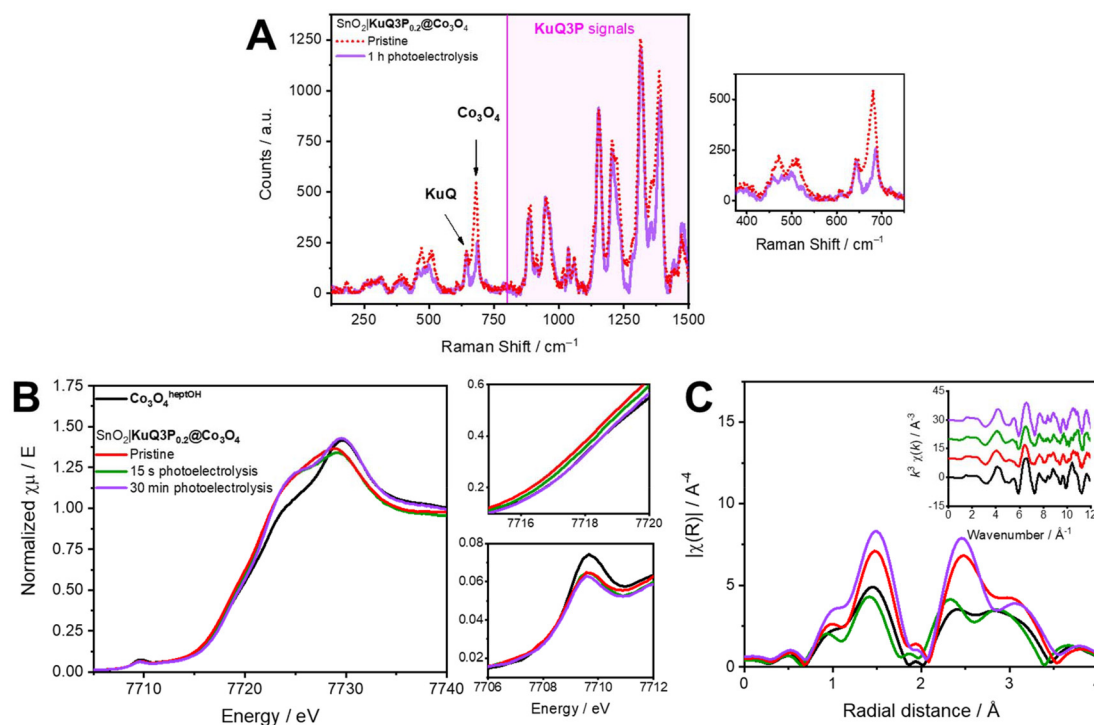 A
SnO₂|KuQ3P₀.₂@Co₃O₄
Pristine
1 h photoelectrolysis
KuQ3P signals
Co₃O₄
KuQ
Counts / a.u.
1250
1000
750
500
250
0
250 500 750 1000 1250 1500
Raman Shift / cm⁻¹
500
250
0
400 500 600 700
Raman Shift / cm⁻¹
B
Co₃O₄ʰᵉᵖᵗᴼᴴ
SnO₂|KuQ3P₀.₂@Co₃O₄
Pristine
15 s photoelectrolysis
30 min photoelectrolysis
Normalized χμ / E
1.75
1.50
1.25
1.00
0.75
0.50
0.25
0.00
7710 7720 7730 7740
Energy / eV
0.6
0.4
0.2
7716 7718 7720
0.08
0.06
0.04
0.02
7706 7708 7710 7712
Energy / eV
C
|χ(R)| / A⁻⁴
15
10
5
0
0 1 2 3 4
Radial distance / Å
k³ χ(k) / A⁻³
45
30
15
0
-15
0 2 4 6 8 10 12
Wavenumber / Å⁻¹